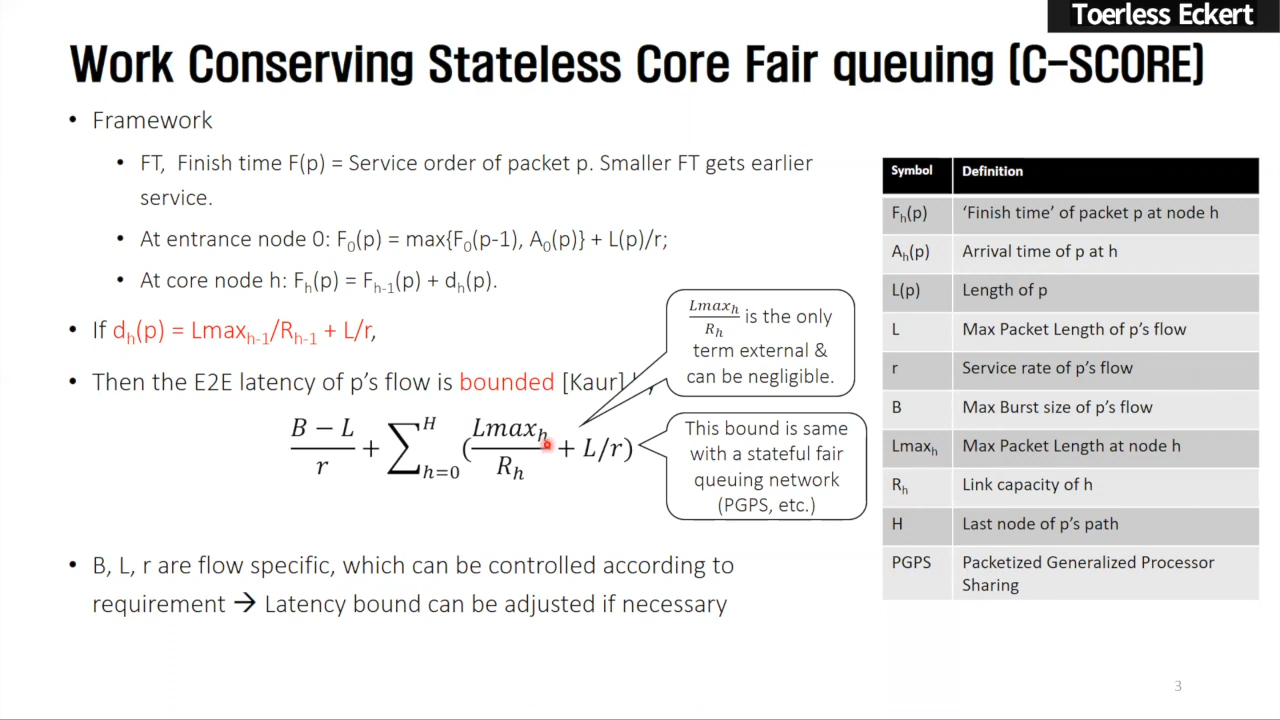 Toerless Eckert
Work Conserving Stateless Core Fair queuing (C-SCORE)
• Framework
• FT, Finish time F(p) = Service order of packet p. Smaller FT gets earlier
service.
• At entrance node 0: F₀(p) = max{F₀(p-1), A₀(p)} + L(p)/r;
• At core node h: Fₕ(p) = Fₕ₋₁(p) + dₕ(p).
• If dₕ(p) = Lmaxₕ₋₁/Rₕ₋₁ + L/r,
• Then the E2E latency of p's flow is bounded [Kaur]
(B − L)/r + ∑_{h=0}^{H} (Lmaxₕ/Rₕ + L/r)
Lmaxₕ/Rₕ is the only
term external &
can be negligible.
This bound is same
with a stateful fair
queuing network
(PGPS, etc.)
• B, L, r are flow specific, which can be controlled according to
requirement → Latency bound can be adjusted if necessary
Symbol Definition
Fₕ(p) 'Finish time' of packet p at node h
Aₕ(p) Arrival time of p at h
L(p) Length of p
L Max Packet Length of p's flow
r Service rate of p's flow
B Max Burst size of p's flow
Lmaxₕ Max Packet Length at node h
Rₕ Link capacity of h
H Last node of p's path
PGPS Packetized Generalized Processor
Sharing
3